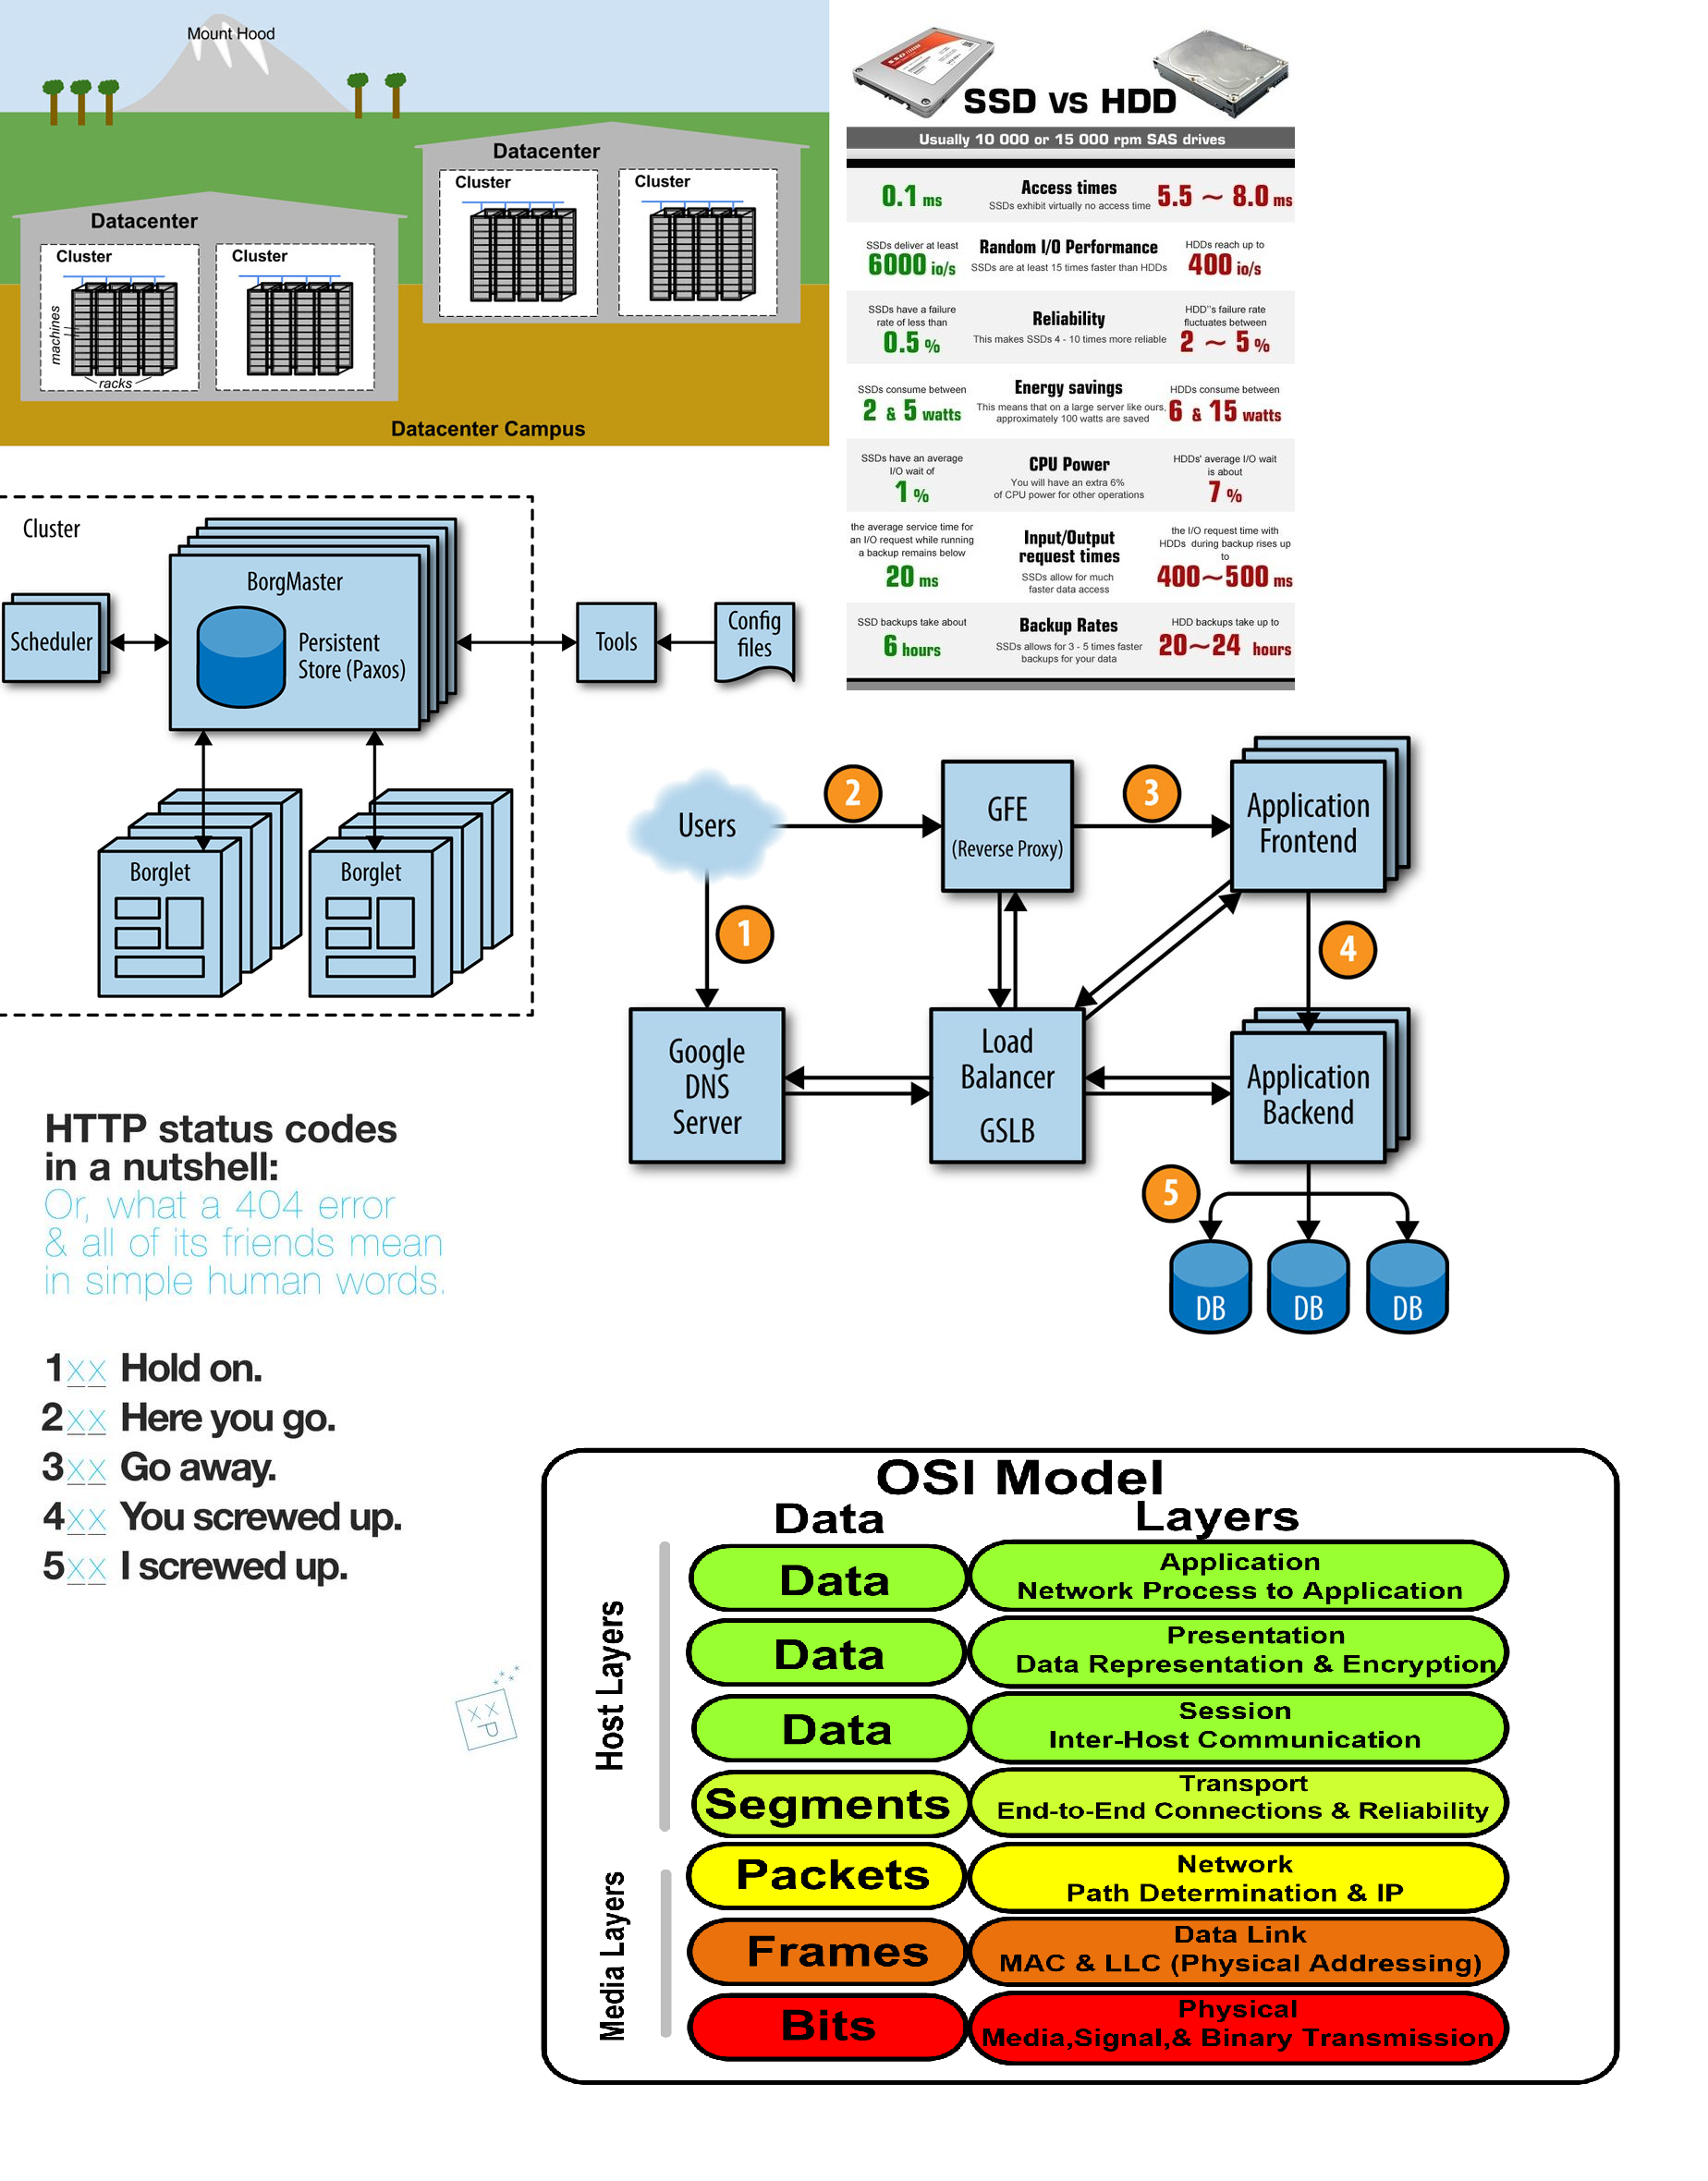 Mount Hood
Datacenter
Cluster
Cluster
Datacenter
Cluster
Cluster
machines
racks
Datacenter Campus
SSD vs HDD
Usually 10 000 or 15 000 rpm SAS drives
0.1 ms
Access times
SSDs exhibit virtually no access time
5.5 ~ 8.0 ms
SSDs deliver at least
6000 io/s
Random I/O Performance
SSDs are at least 15 times faster than HDDs
HDDs reach up to
400 io/s
SSDs have a failure
rate of less than
0.5 %
Reliability
This makes SSDs 4 - 10 times more reliable
HDD''s failure rate
fluctuates between
2 ~ 5 %
SSDs consume between
2 & 5 watts
Energy savings
This means that on a large server like ours,
approximately 100 watts are saved
HDDs consume between
6 & 15 watts
SSDs have an average
I/O wait of
1 %
CPU Power
You will have an extra 6%
of CPU power for other operations
HDDs' average I/O wait
is about
7 %
the average service time for
an I/O request while running
a backup remains below
20 ms
Input/Output
request times
SSDs allow for much
faster data access
the I/O request time with
HDDs during backup rises up
to
400~500 ms
SSD backups take about
6 hours
Backup Rates
SSDs allows for 3 - 5 times faster
backups for your data
HDD backups take up to
20~24 hours
Cluster
Scheduler
BorgMaster
Persistent
Store (Paxos)
Tools
Config
files
Borglet
Borglet
Users
1
2
GFE
(Reverse Proxy)
3
Application
Frontend
4
Google
DNS
Server
Load
Balancer
GSLB
Application
Backend
5
DB
DB
DB
HTTP status codes
in a nutshell:
Or, what a 404 error
& all of its friends mean
in simple human words.
1xx Hold on.
2xx Here you go.
3xx Go away.
4xx You screwed up.
5xx I screwed up.
XX
P
OSI Model
Data
Layers
Host Layers
Data
Application
Network Process to Application
Data
Presentation
Data Representation & Encryption
Data
Session
Inter-Host Communication
Segments
Transport
End-to-End Connections & Reliability
Media Layers
Packets
Network
Path Determination & IP
Frames
Data Link
MAC & LLC (Physical Addressing)
Bits
Physical
Media,Signal,& Binary Transmission